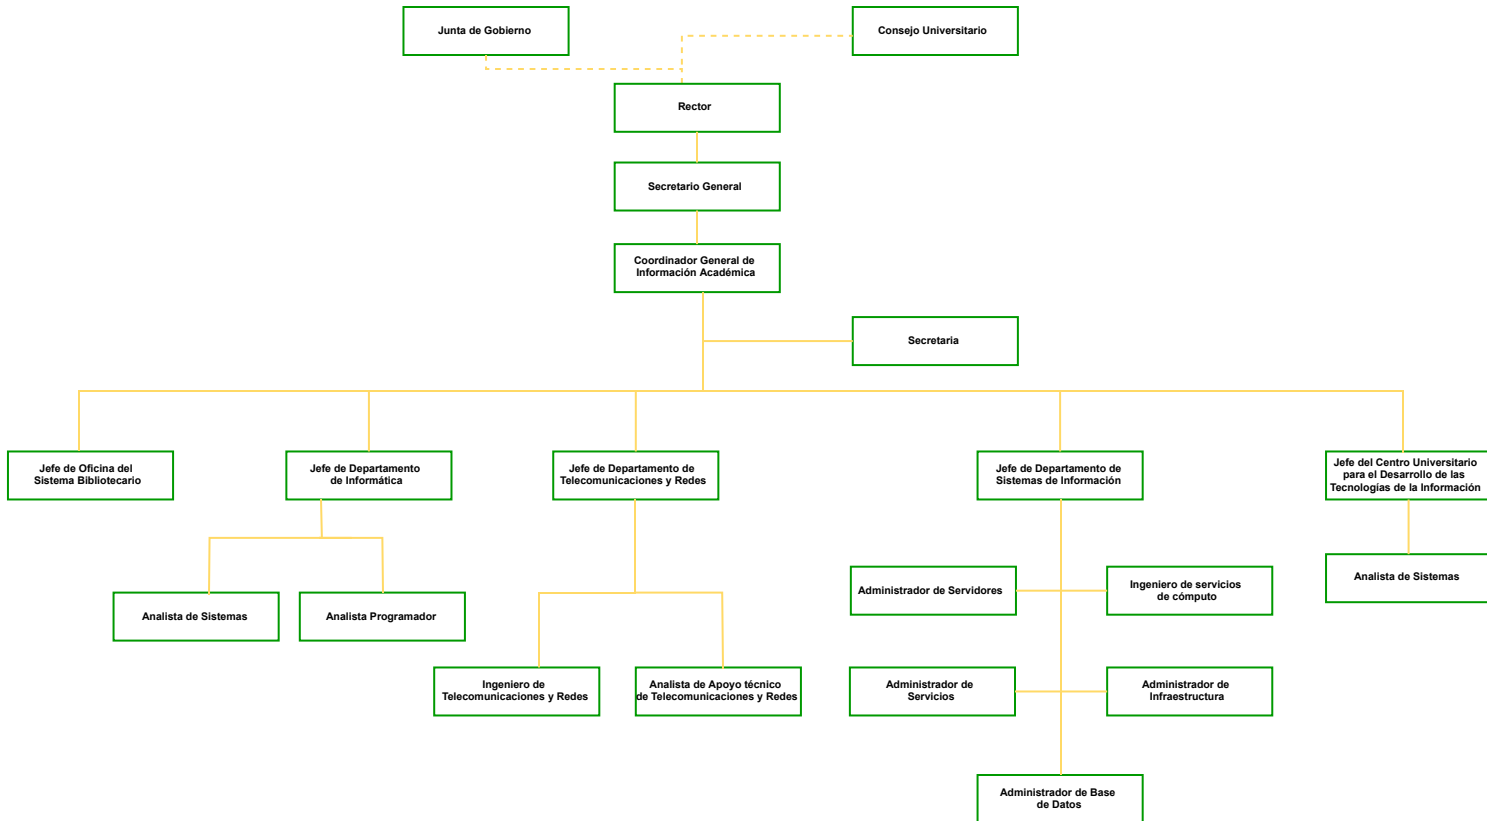 Junta de Gobierno
Consejo Universitario
Rector
Secretario General
Coordinador General de
Información Académica
Secretaria
Jefe de Oficina del
Sistema Bibliotecario
Jefe de Departamento
de Informática
Jefe de Departamento de
Telecomunicaciones y Redes
Jefe de Departamento de
Sistemas de Información
Jefe del Centro Universitario
para el Desarrollo de las
Tecnologías de la Información
Analista de Sistemas
Analista Programador
Ingeniero de
Telecomunicaciones y Redes
Analista de Apoyo técnico
de Telecomunicaciones y Redes
Administrador de Servidores
Ingeniero de servicios
de cómputo
Administrador de
Servicios
Administrador de
Infraestructura
Administrador de Base
de Datos
Analista de Sistemas